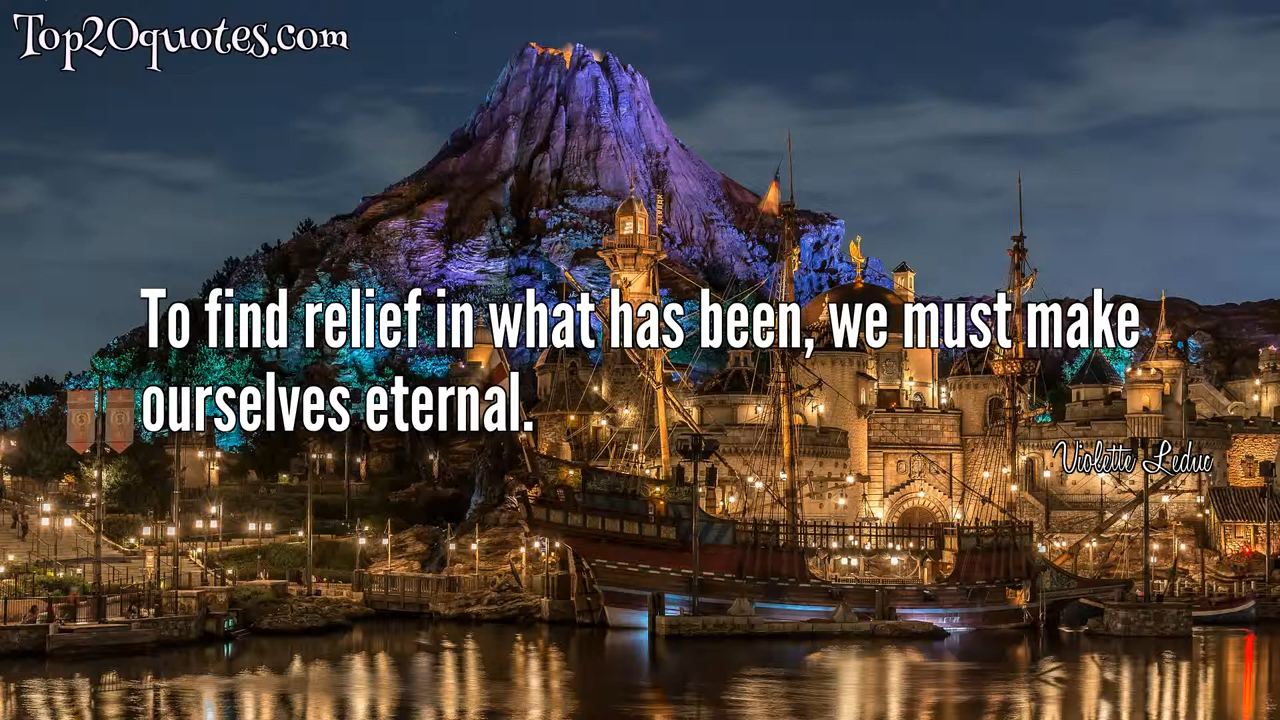 Top20quotes.com
To find relief in what has been, we must make
ourselves eternal.
Violette Leduc